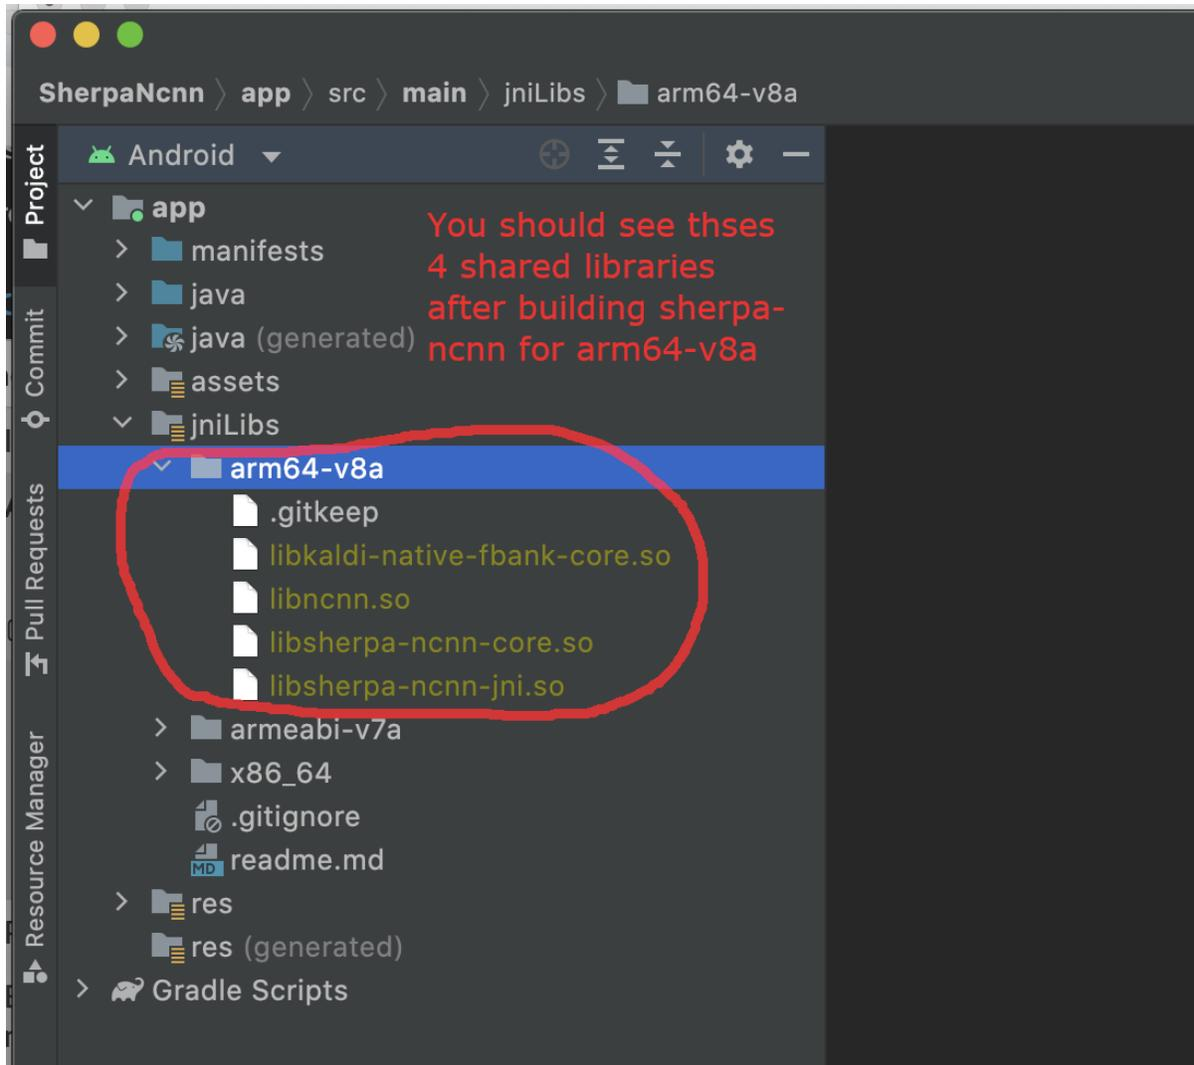 SherpaNcnn app src main jniLibs arm64-v8a
Project
Commit
Pull Requests
Resource Manager
Android
app
manifests
java
java (generated)
assets
jniLibs
arm64-v8a
.gitkeep
libkaldi-native-fbank-core.so
libncnn.so
libsherpa-ncnn-core.so
libsherpa-ncnn-jni.so
armeabi-v7a
x86_64
.gitignore
MD readme.md
res
res (generated)
Gradle Scripts
You should see thses
4 shared libraries
after building sherpa-
ncnn for arm64-v8a